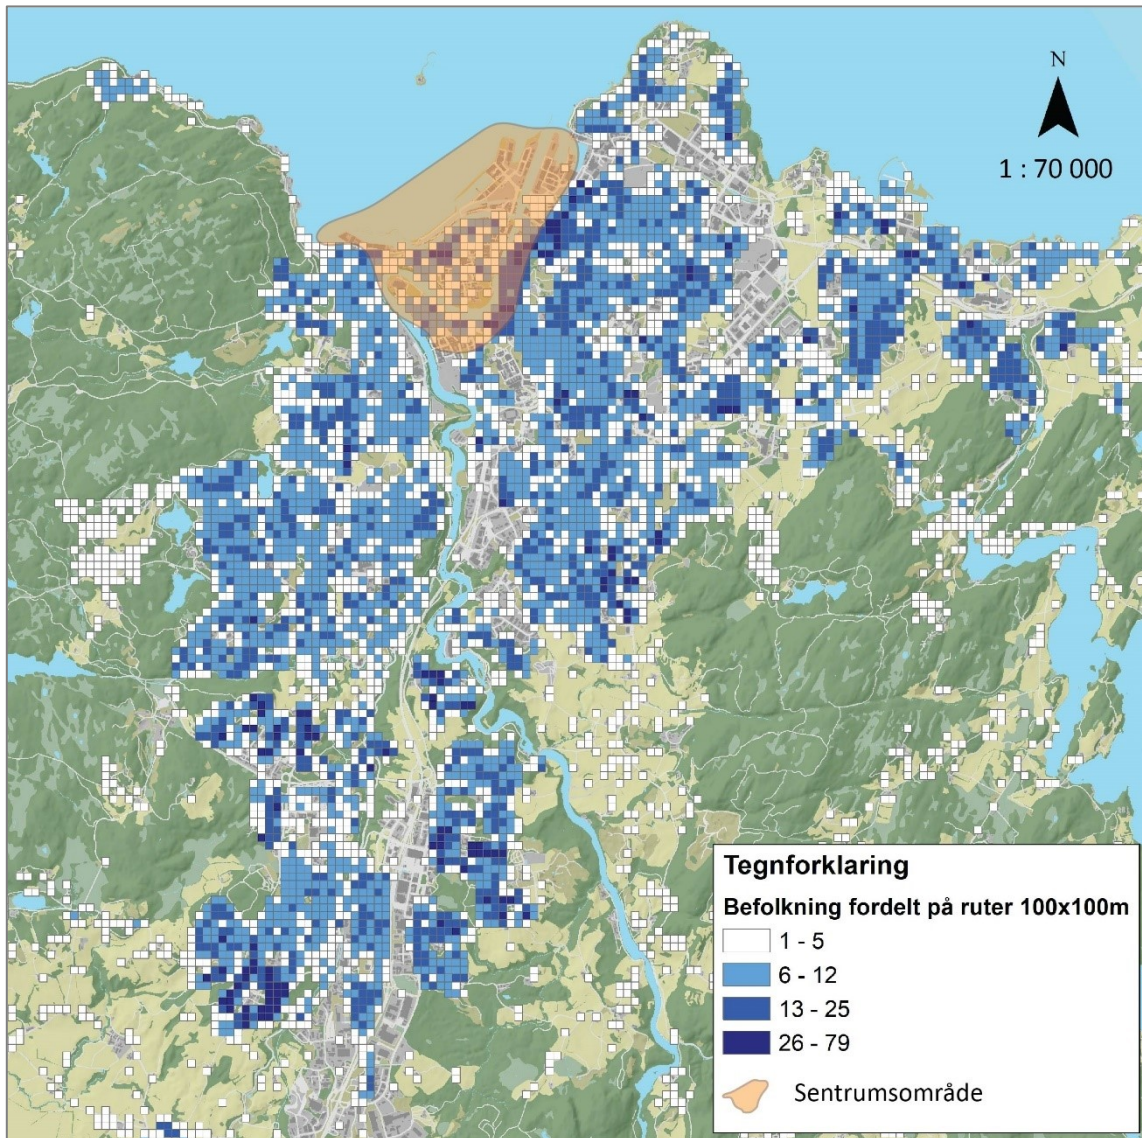 N
1 : 70 000
Tegnforklaring
Befolkning fordelt på ruter 100x100m
1 - 5
6 - 12
13 - 25
26 - 79
Sentrumsområde